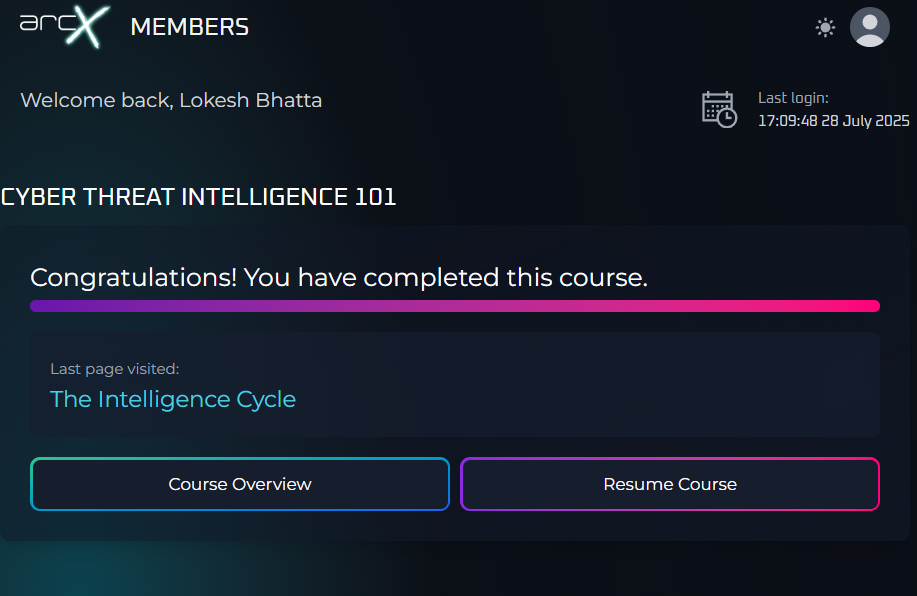 arcX MEMBERS
Welcome back, Lokesh Bhatta
Last login:
17:09:48 28 July 2025
CYBER THREAT INTELLIGENCE 101
Congratulations! You have completed this course.
Last page visited:
The Intelligence Cycle
Course Overview
Resume Course